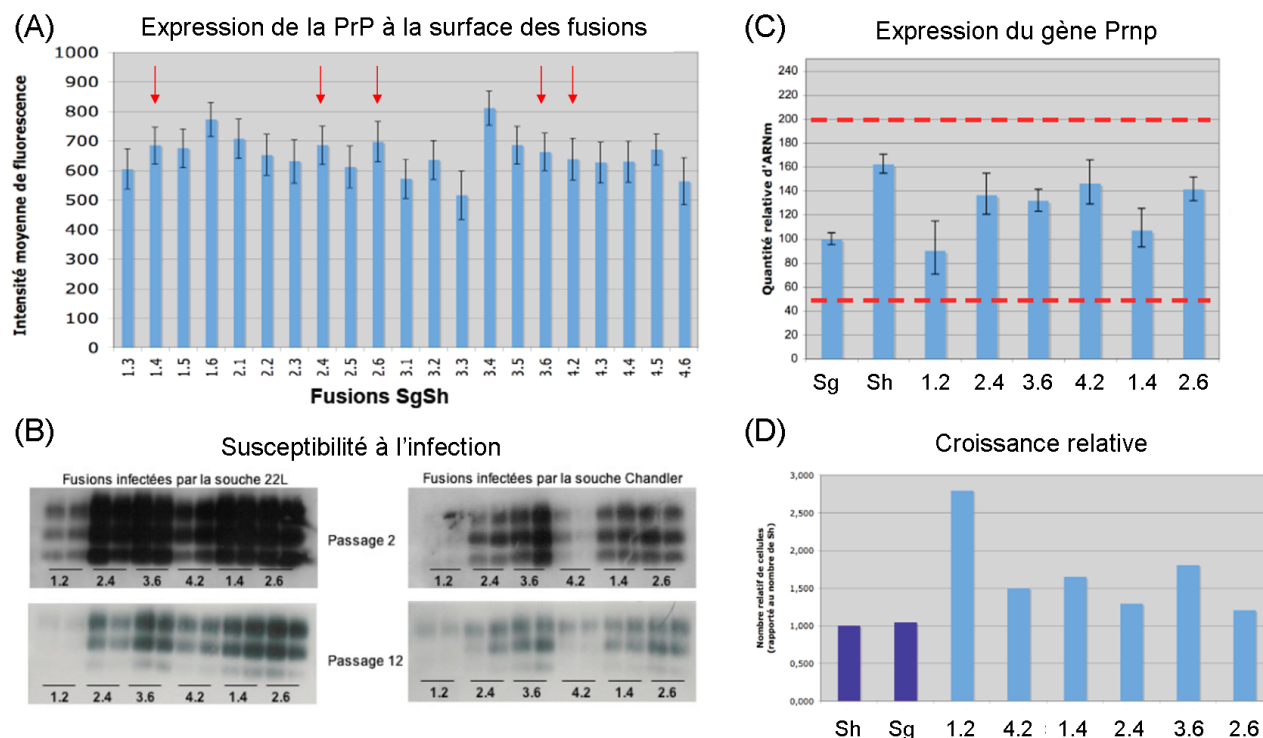 (A)
Expression de la PrP à la surface des fusions
1000
900
800
700
600
500
400
300
200
100
0
Intensité moyenne de fluorescence
1.3 1.4 1.5 1.6 2.1 2.2 2.3 2.4 2.5 2.6 3.1 3.2 3.3 3.4 3.5 3.6 4.2 4.3 4.4 4.5 4.6
Fusions SgSh
(B)
Susceptibilité à l'infection
Fusions infectées par la souche 22L
1.2 2.4 3.6 4.2 1.4 2.6
Passage 2
Fusions infectées par la souche Chandler
1.2 2.4 3.6 4.2 1.4 2.6
1.2 2.4 3.6 4.2 1.4 2.6
Passage 12
1.2 2.4 3.6 4.2 1.4 2.6
(C)
Expression du gène Prnp
240
220
200
180
160
140
120
100
80
60
40
20
0
Quantité relative d'ARNm
Sg Sh 1.2 2.4 3.6 4.2 1.4 2.6
(D)
Croissance relative
3,000
2,500
2,000
1,500
1,000
0,500
0,000
Nombre relatif de cellules
(rapporté au nombre de Sh)
Sh Sg 1.2 4.2 1.4 2.4 3.6 2.6